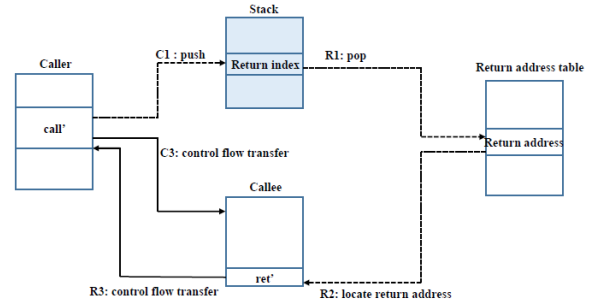 Stack
C1 : push
R1: pop
Return index
Caller
Return address table
call’
Return address
C3: control flow transfer
Callee
ret’
R3: control flow transfer
R2: locate return address